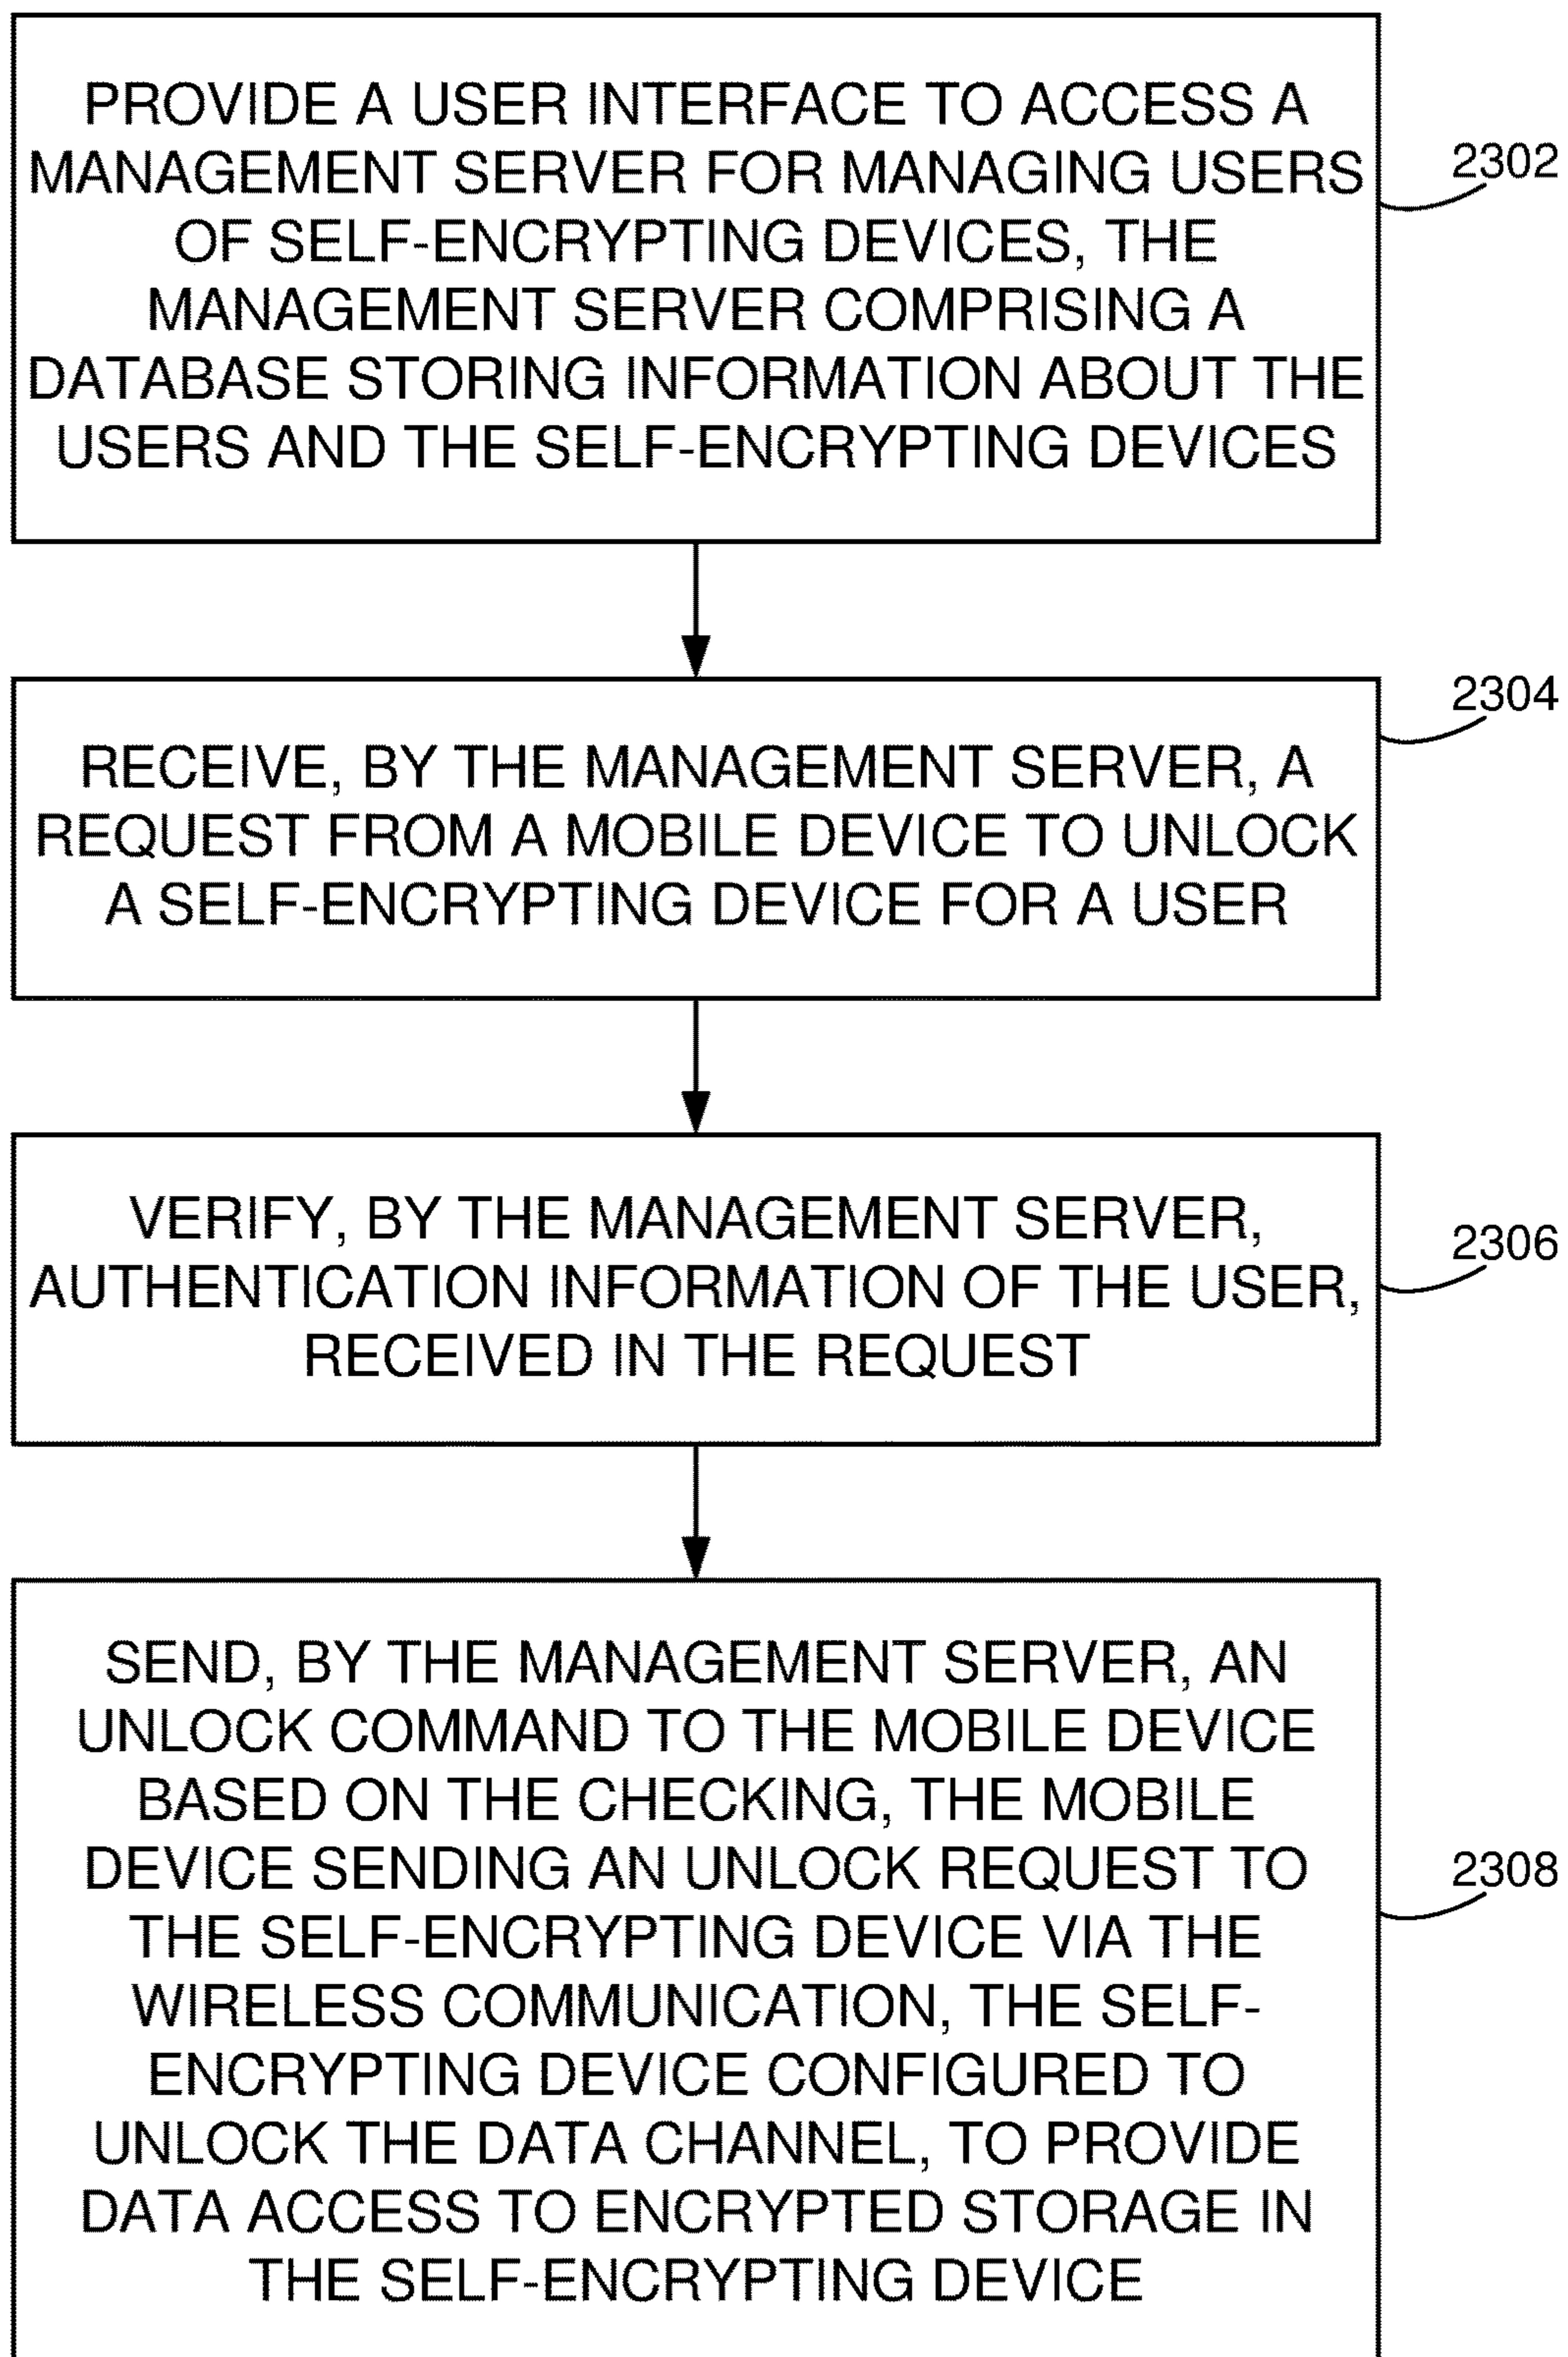 PROVIDE A USER INTERFACE TO ACCESS A
MANAGEMENT SERVER FOR MANAGING USERS
OF SELF-ENCRYPTING DEVICES, THE
MANAGEMENT SERVER COMPRISING A
DATABASE STORING INFORMATION ABOUT THE
USERS AND THE SELF-ENCRYPTING DEVICES
2302
RECEIVE, BY THE MANAGEMENT SERVER, A
REQUEST FROM A MOBILE DEVICE TO UNLOCK
A SELF-ENCRYPTING DEVICE FOR A USER
2304
VERIFY, BY THE MANAGEMENT SERVER,
AUTHENTICATION INFORMATION OF THE USER,
RECEIVED IN THE REQUEST
2306
SEND, BY THE MANAGEMENT SERVER, AN
UNLOCK COMMAND TO THE MOBILE DEVICE
BASED ON THE CHECKING, THE MOBILE
DEVICE SENDING AN UNLOCK REQUEST TO
THE SELF-ENCRYPTING DEVICE VIA THE
WIRELESS COMMUNICATION, THE SELF-
ENCRYPTING DEVICE CONFIGURED TO
UNLOCK THE DATA CHANNEL, TO PROVIDE
DATA ACCESS TO ENCRYPTED STORAGE IN
THE SELF-ENCRYPTING DEVICE
2308